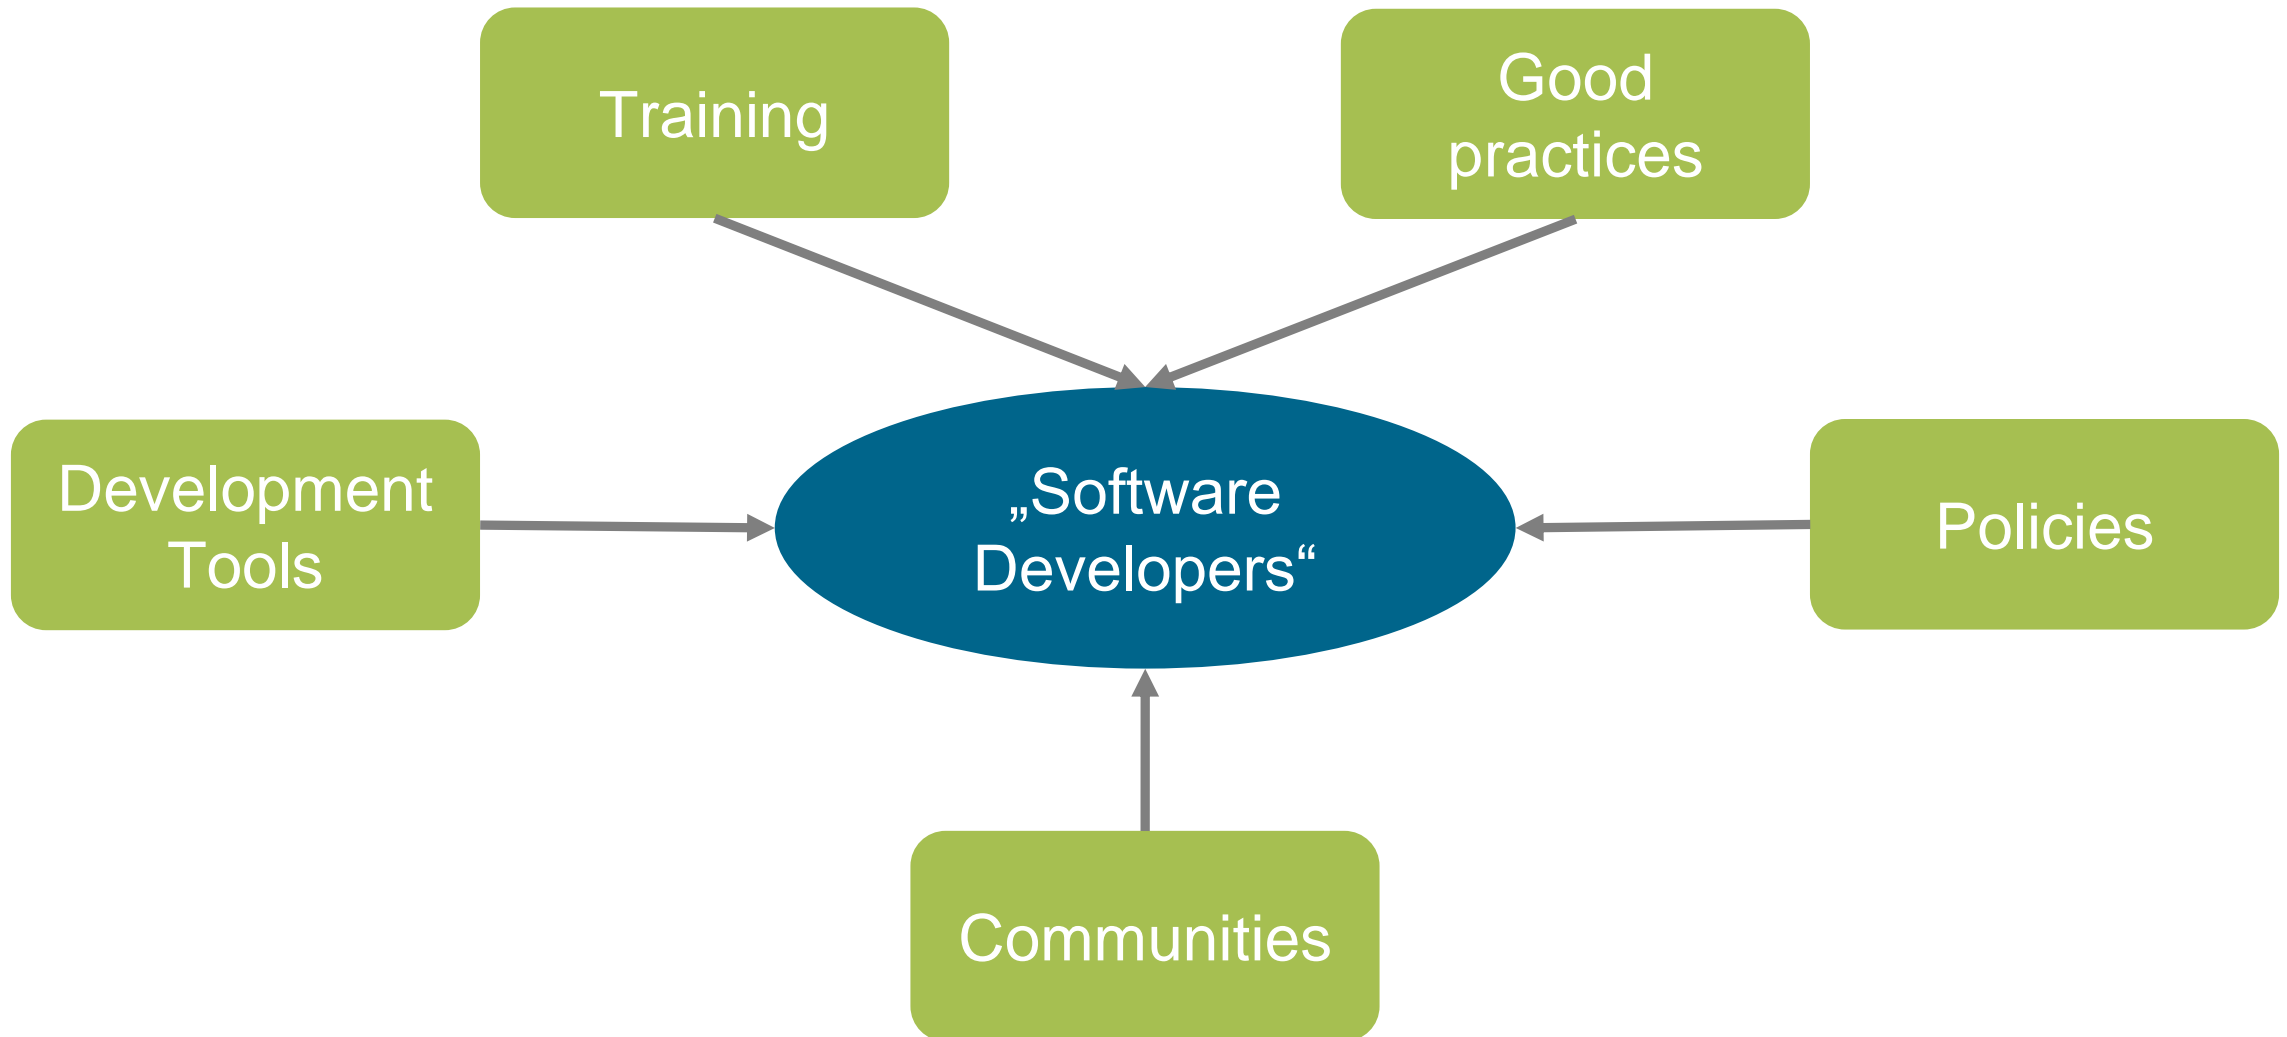 Training
Good
practices
Development
Tools
„Software
Developers“
Policies
Communities